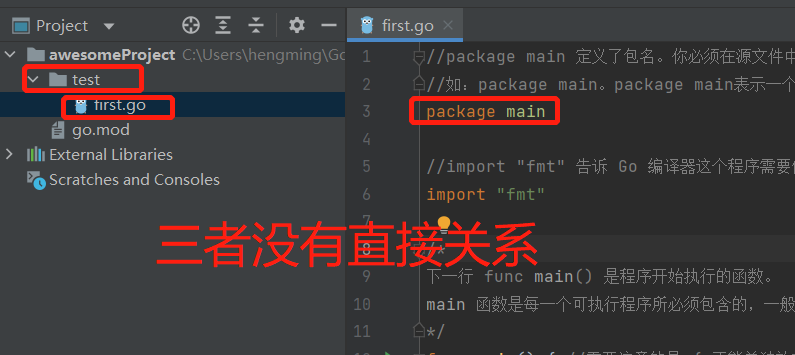 Project
first.go
awesomeProject C:\Users\hengming\Go
test
first.go
go.mod
External Libraries
Scratches and Consoles
1 //package main 定义了包名。你必须在源文件中
2 //如：package main。package main表示一个
3 package main
4
5 //import "fmt" 告诉 Go 编译器这个程序需要
6 import "fmt"
7
8 /*
三者没有直接关系
9 下一行 func main() 是程序开始执行的函数。
10 main 函数是每一个可执行程序所必须包含的，一般
11 */